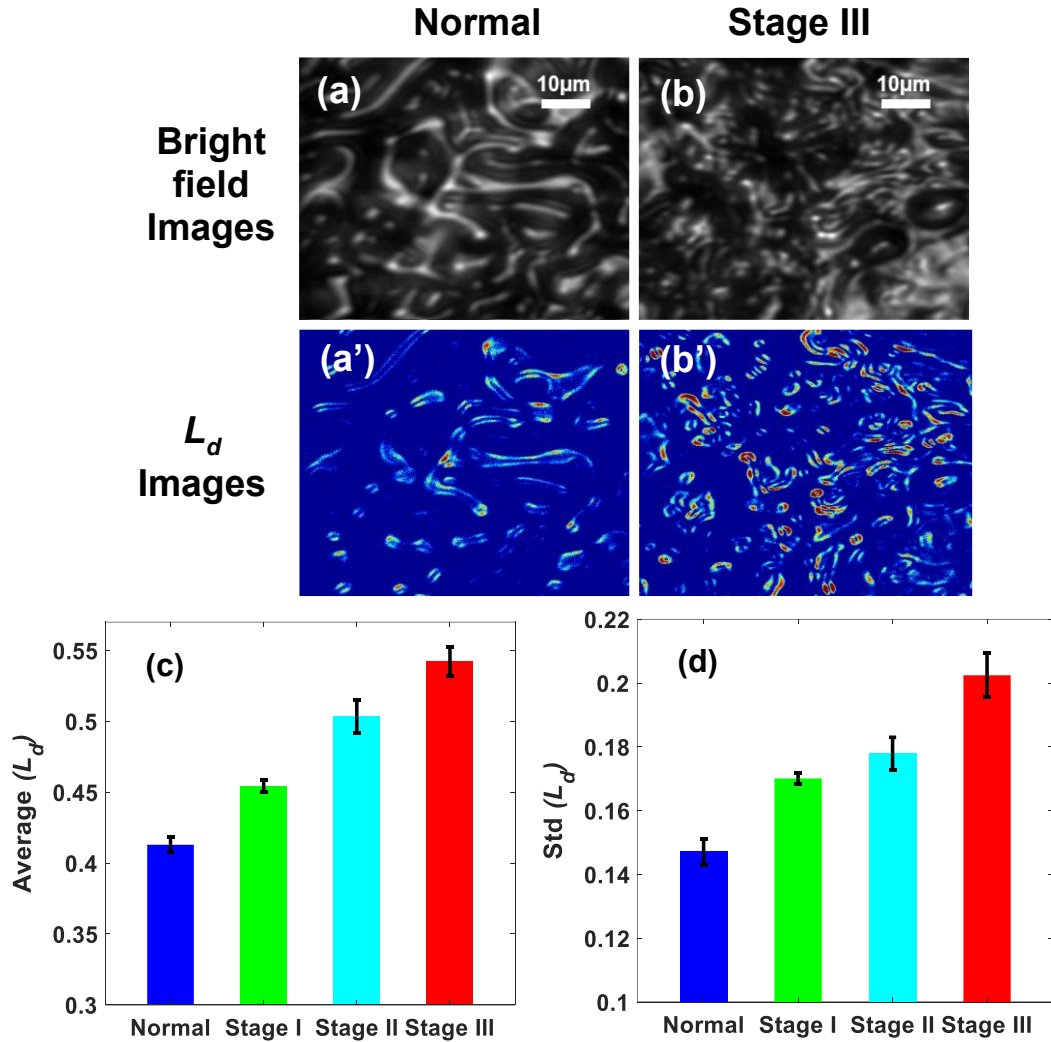 Normal
Stage III
Bright
field
Images
(a)
10µm
(b)
10µm
L_d
Images
(a')
(b')
(c)
Average (L_d)
0.55
0.5
0.45
0.4
0.35
0.3
Normal
Stage I
Stage II
Stage III
(d)
Std (L_d)
0.22
0.2
0.18
0.16
0.14
0.12
0.1
Normal
Stage I
Stage II
Stage III